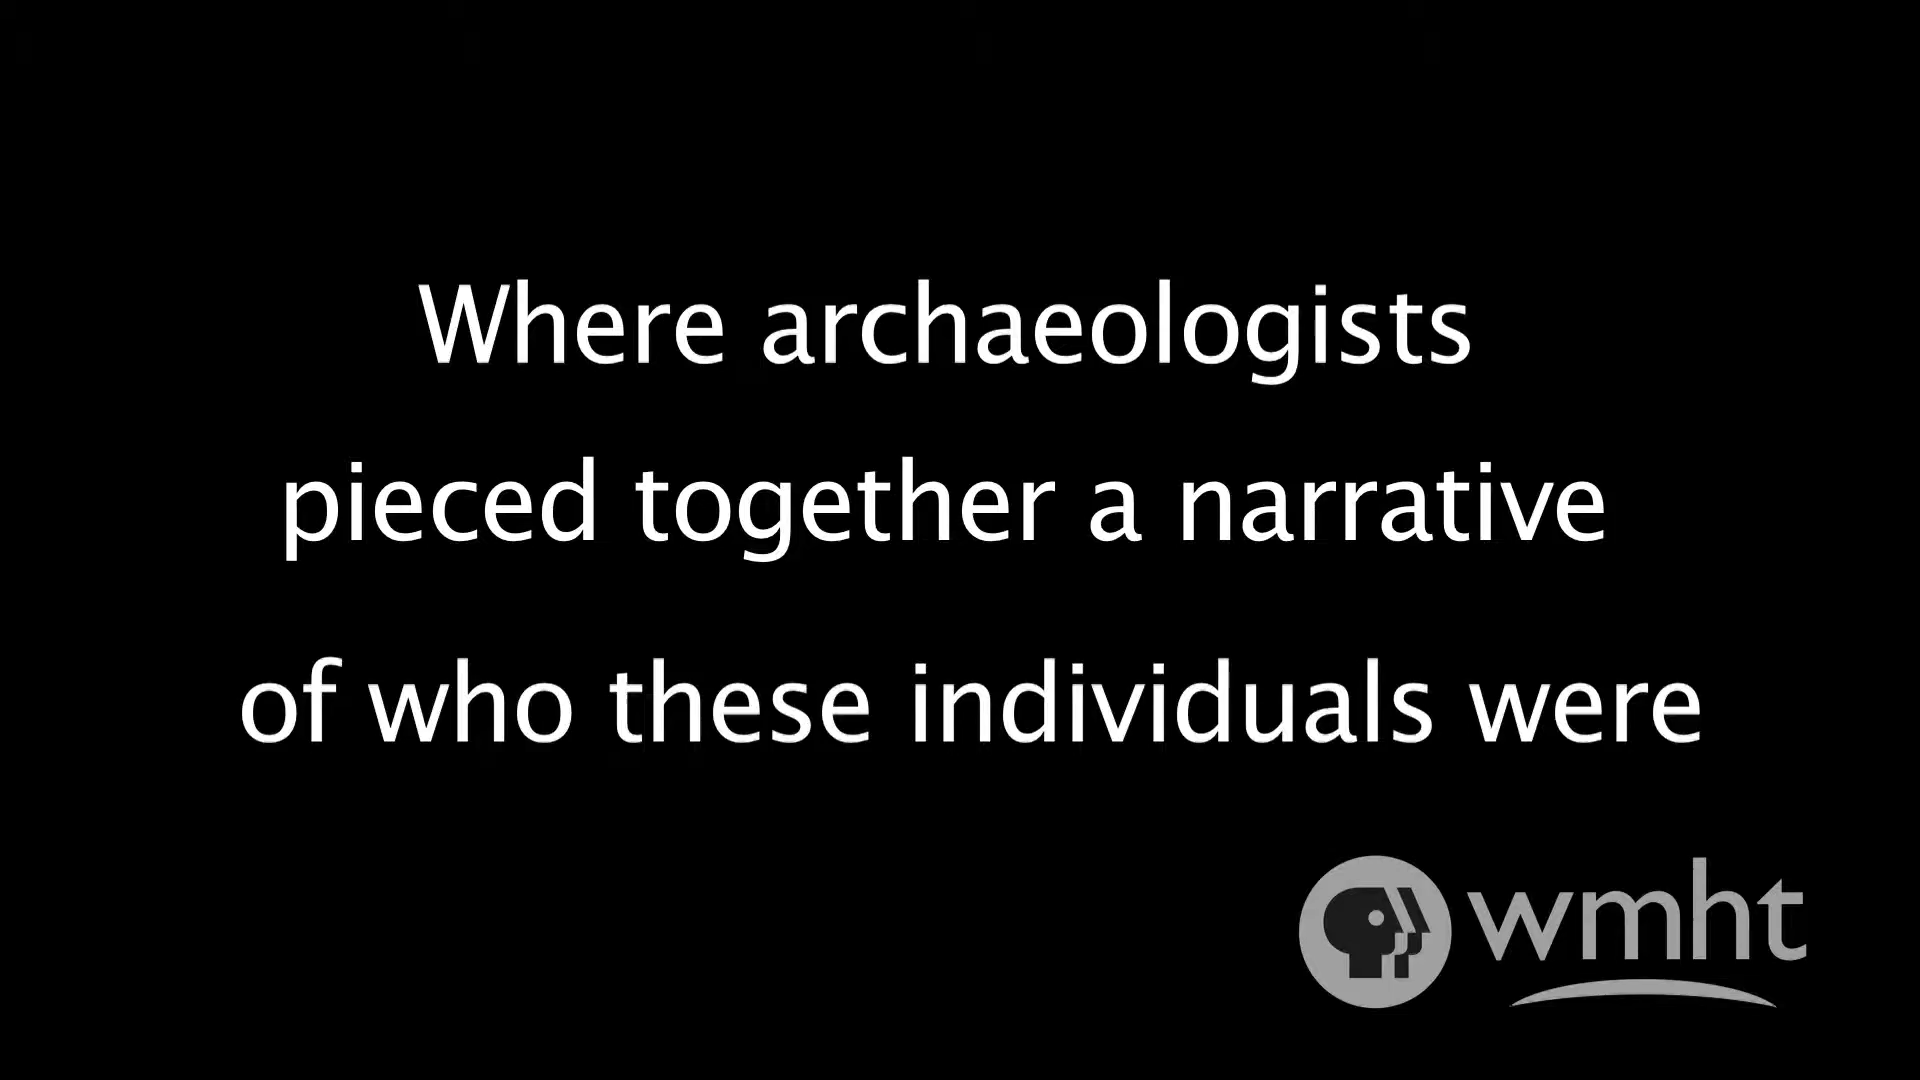 Where archaeologists
pieced together a narrative
of who these individuals were
wmht